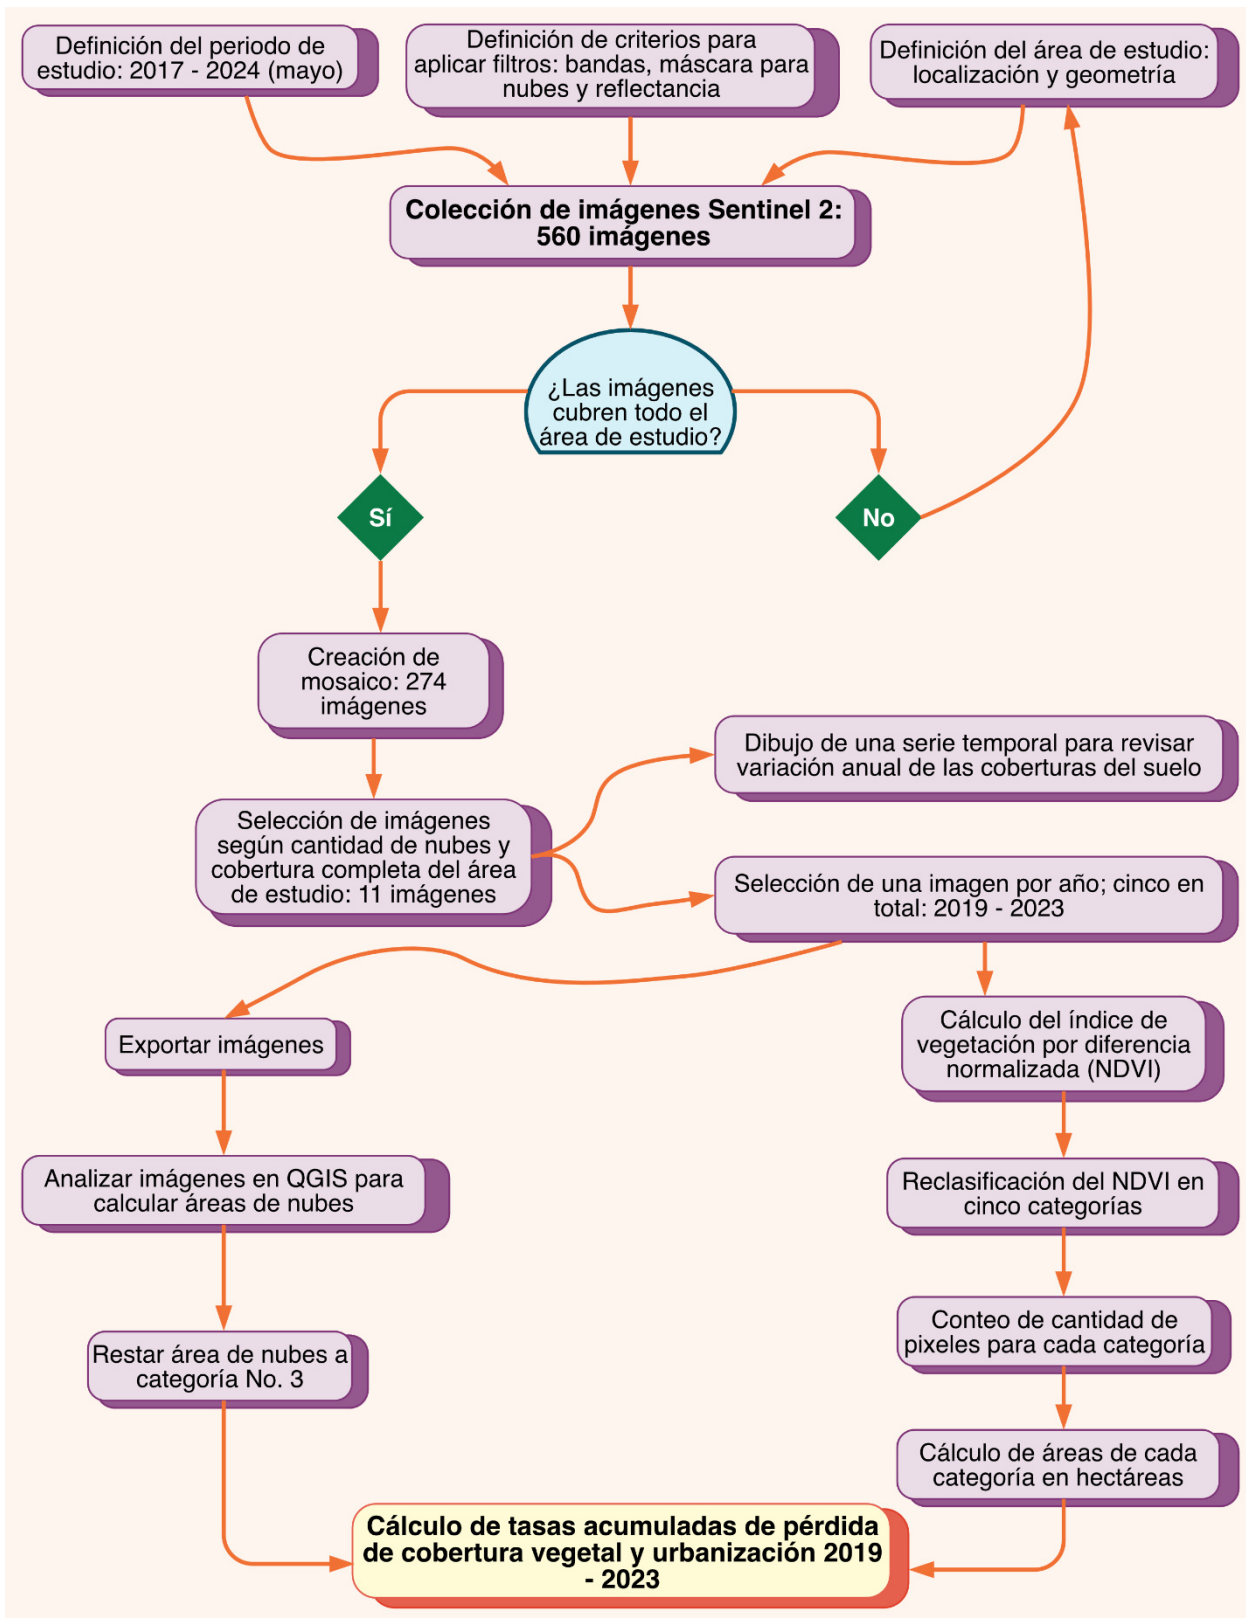 Definición del periodo de
estudio: 2017 - 2024 (mayo)
Definición de criterios para
aplicar filtros: bandas, máscara para
nubes y reflectancia
Definición del área de estudio:
localización y geometría
Colección de imágenes Sentinel 2:
560 imágenes
¿Las imágenes
cubren todo el
área de estudio?
Sí
No
Creación de
mosaico: 274
imágenes
Selección de imágenes
según cantidad de nubes y
cobertura completa del área
de estudio: 11 imágenes
Dibujo de una serie temporal para revisar
variación anual de las coberturas del suelo
Selección de una imagen por año; cinco en
total: 2019 - 2023
Exportar imágenes
Cálculo del índice de
vegetación por diferencia
normalizada (NDVI)
Analizar imágenes en QGIS para
calcular áreas de nubes
Reclasificación del NDVI en
cinco categorías
Restar área de nubes a
categoría No. 3
Conteo de cantidad de
pixeles para cada categoría
Cálculo de áreas de cada
categoría en hectáreas
Cálculo de tasas acumuladas de pérdida
de cobertura vegetal y urbanización 2019
- 2023